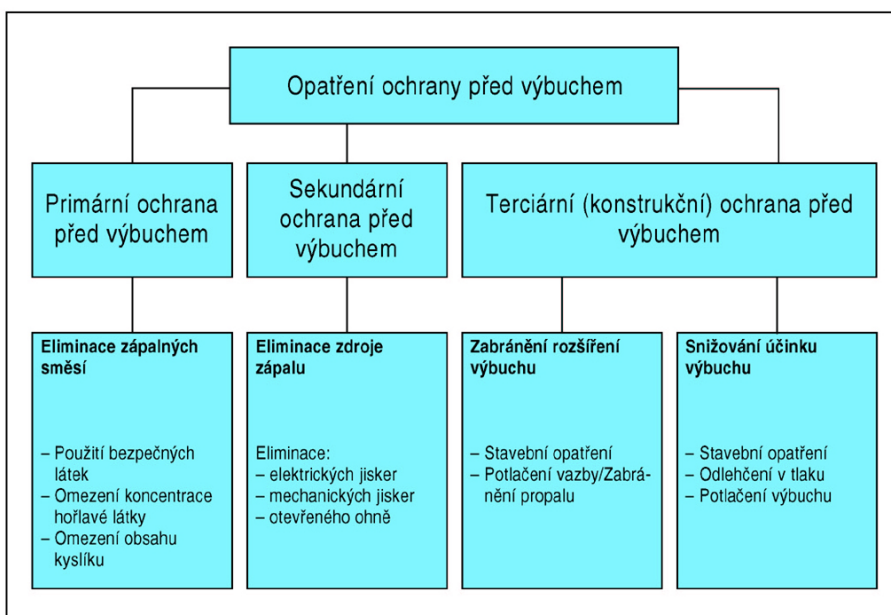 Opatření ochrany před výbuchem
Primární ochrana
před výbuchem
Sekundární
ochrana před
výbuchem
Terciární (konstrukční) ochrana před
výbuchem
Eliminace zápalných
směsí
– Použití bezpečných
látek
– Omezení koncentrace
hořlavé látky
– Omezení obsahu
kyslíku
Eliminace zdroje
zápalu
Eliminace:
– elektrických jisker
– mechanických jisker
– otevřeného ohně
Zabránění rozšíření
výbuchu
– Stavební opatření
– Potlačení vazby/Zabrá-
nění propalu
Snižování účinku
výbuchu
– Stavební opatření
– Odlehčení v tlaku
– Potlačení výbuchu